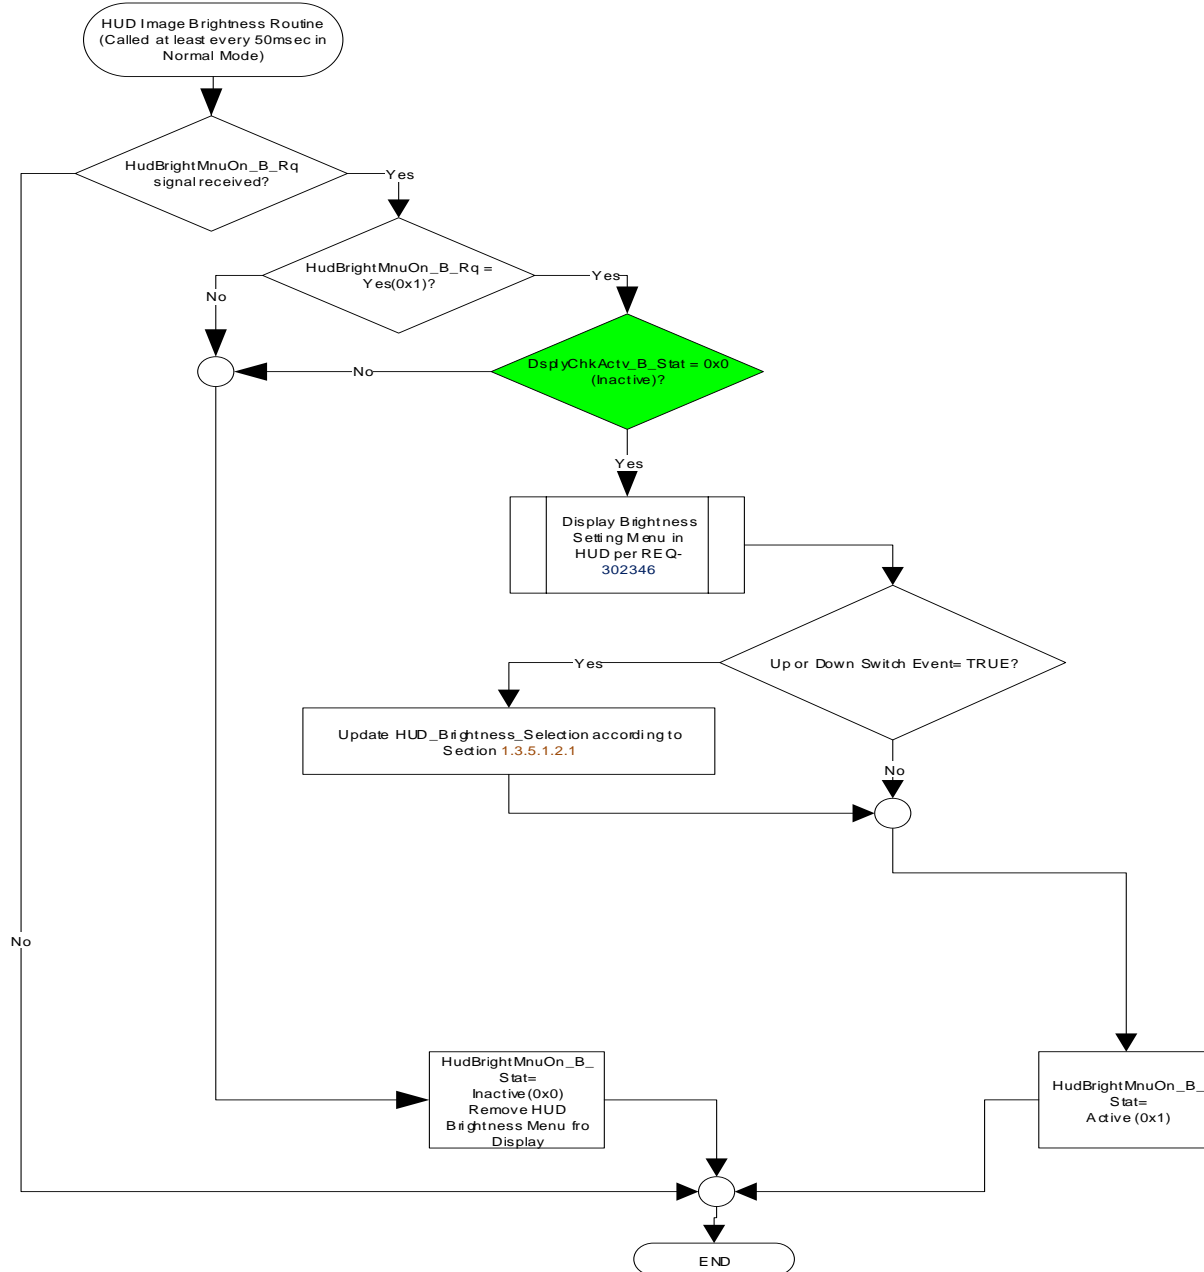 HUD Image Brightness Routine
(Called at least every 50msec in
Normal Mode)
HudBrightMnuOn_B_Rq
signal received?
Yes
HudBrightMnuOn_B_Rq =
Yes(0x1)?
Yes
No
DsplyChkActv_B_Stat = 0x0
(Inactive)?
No
Yes
Display Brightness
Setting Menu in
HUD per REQ-
302346
Up or Down Switch Event= TRUE?
Yes
Update HUD_Brightness_Selection according to
Section 1.3.5.1.2.1
No
No
HudBrightMnuOn_B_
Stat=
Inactive(0x0)
Remove HUD
Brightness Menu fro
Display
HudBrightMnuOn_B_
Stat=
Active (0x1)
END